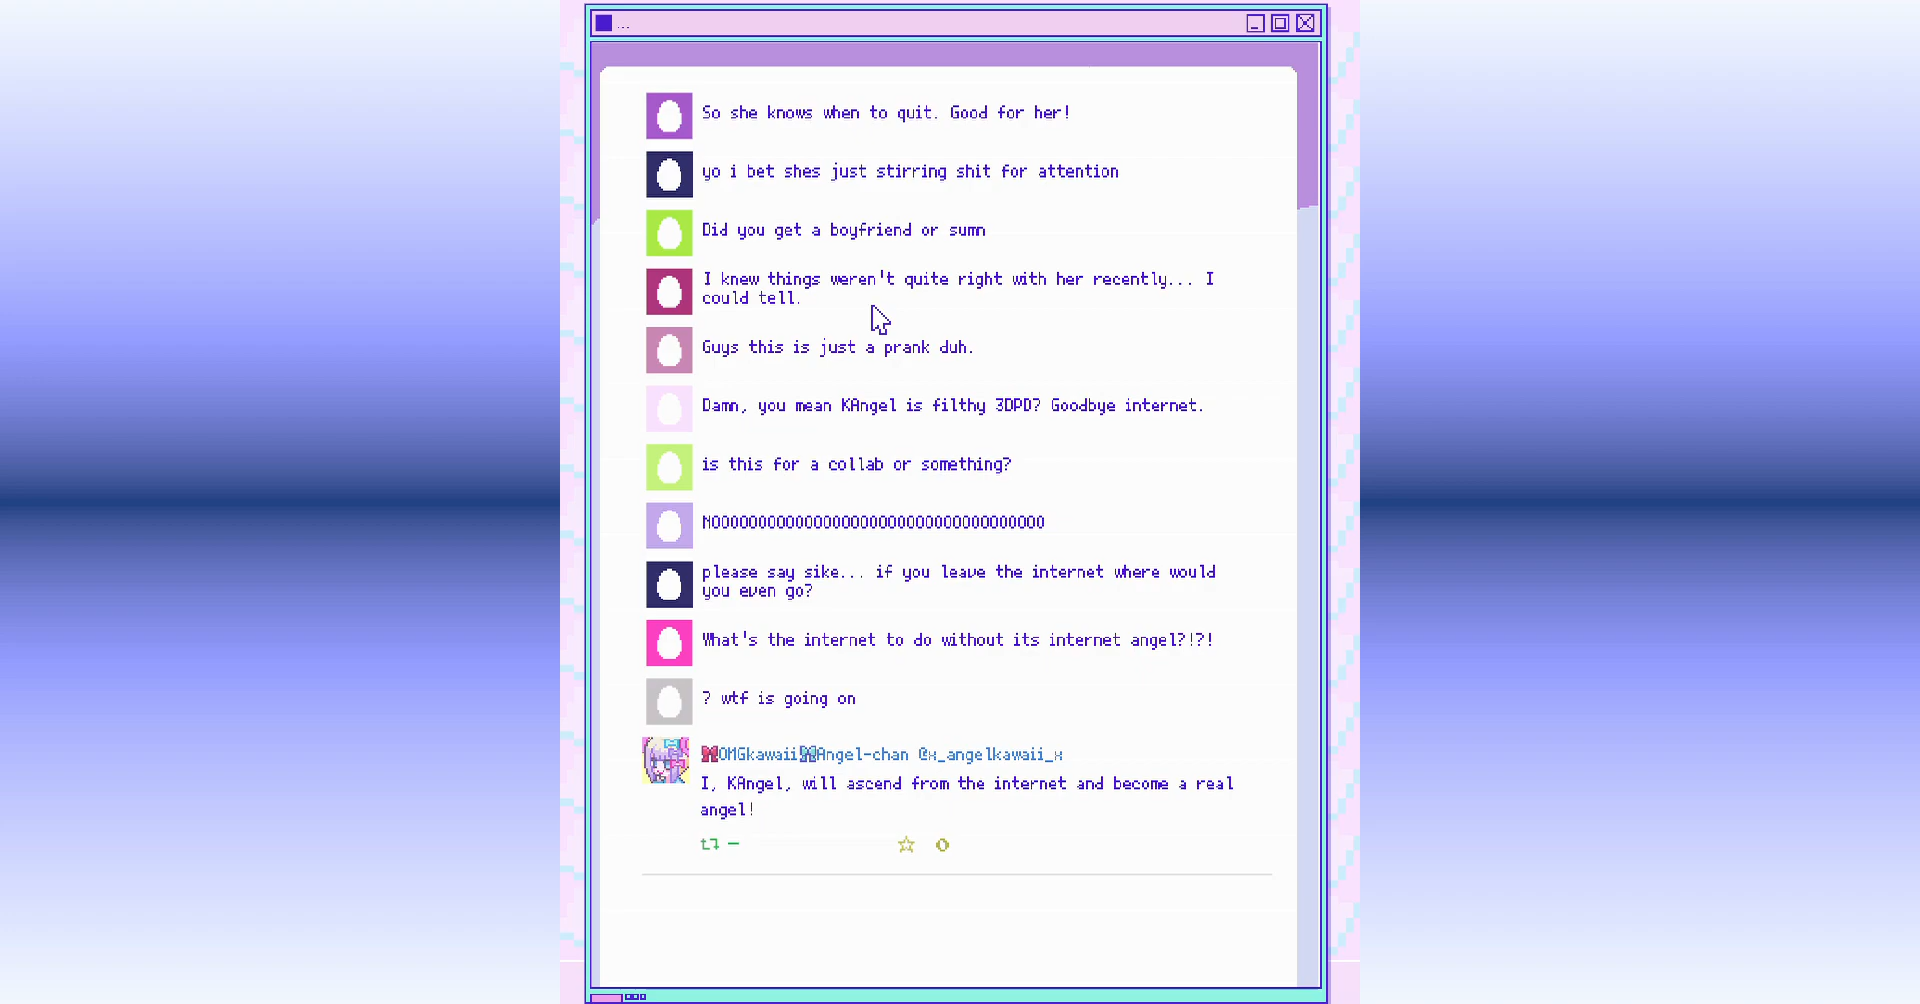 ...
So she knows when to quit. Good for her!
yo i bet shes just stirring shit for attention
Did you get a boyfriend or sumn
I knew things weren't quite right with her recently... I
could tell.
Guys this is just a prank duh.
Damn, you mean KAngel is filthy 3DPD? Goodbye internet.
is this for a collab or something?
NOOOOOOOOOOOOOOOOOOOOOOOOOOOOOOOOOOOO
please say sike... if you leave the internet where would
you even go?
What's the internet to do without its internet angel?!?!
? wtf is going on
🎀OMGkawaii🎀Angel-chan @x_angelkawaii_x
I, KAngel, will ascend from the internet and become a real
angel!
0